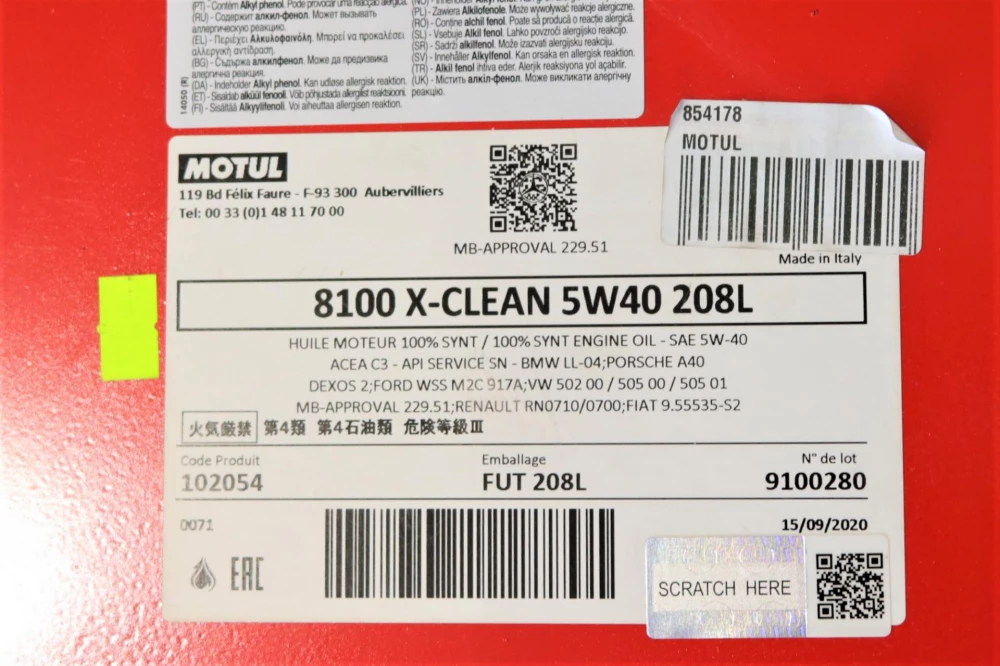 (PT) - Contém Alkyl phenol. Pode provocar uma reacção alérgica.
(RU) - Содержит алкил-фенол. Может вызывать
аллергическую реакцию.
(EL) - Περιέχει Αλκυλοφαινόλη. Μπορεί να προκαλέσει
αλλεργική αντίδραση.
(BG) - Съдържа алкилфенол. Може да предизвика
алергична реакция.
(DA) - Indeholder Alkyl phenol. Kan udløse allergisk reaktion.
(ET) - Sisaldab alküül fenooli. Võib põhjustada allergilist reaktsiooni.
(FI) - Sisältää Alkyylifenoli. Voi aiheuttaa allergisen reaktion.
14050 (R)
(PL) - Zawiera Alkilofenole. Może wywoływać reakcje alergiczne.
(RO) - Conține alchil fenol. Poate să producă o reacție alergică.
(SL) - Vsebuje Alkil fenol. Lahko povzroči alergijsko reakcijo.
(SR) - Sadrži alkilfenol. Može izazvati alergijsku reakciju.
(SV) - Innehåller Alkylfenol. Kan orsaka en allergisk reaktion.
(TR) - Alkil fenol ihtiva eder. Alerjik reaksiyona yol açabilir.
(UK) - Містить алкіл-фенол. Може викликати алергічну
реакцію.
854178
MOTUL
MOTUL
119 Bd Félix Faure - F-93 300 Aubervilliers
Tel: 00 33 (0)1 48 11 70 00
MB-APPROVAL 229.51
Made in Italy
8100 X-CLEAN 5W40 208L
HUILE MOTEUR 100% SYNT / 100% SYNT ENGINE OIL - SAE 5W-40
ACEA C3 - API SERVICE SN - BMW LL-04;PORSCHE A40
DEXOS 2;FORD WSS M2C 917A;VW 502 00 / 505 00 / 505 01
MB-APPROVAL 229.51;RENAULT RN0710/0700;FIAT 9.55535-S2
火気厳禁 第4類 第4石油類 危険等級Ⅲ
Code Produit Emballage N° de lot
102054 FUT 208L 9100280
0071 15/09/2020
EAC
SCRATCH HERE